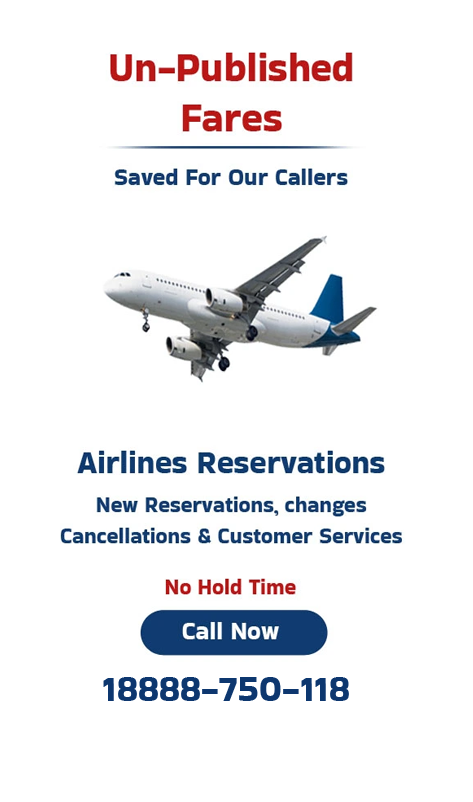 Un-Published
Fares
Saved For Our Callers
Airlines Reservations
New Reservations, changes
Cancellations & Customer Services
No Hold Time
Call Now
18888-750-118